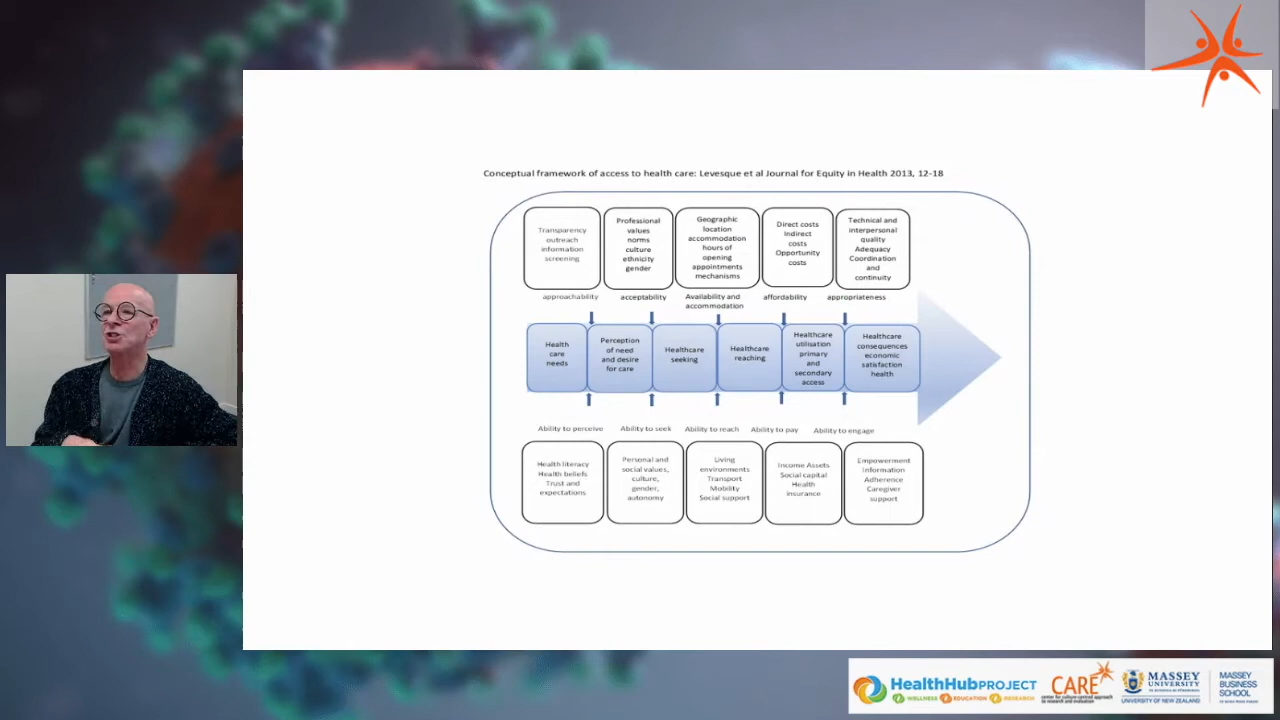 Conceptual framework of access to health care: Levesque et al Journal for Equity in Health 2013, 12-18
Transparency
outreach
information
screening
Professional
values
norms
culture
ethnicity
gender
Geographic
location
accommodation
hours of
opening
appointments
mechanisms
Direct costs
Indirect
costs
Opportunity
costs
Technical and
interpersonal
quality
Adequacy
Coordination
and
continuity
approachability
acceptability
Availability and
accommodation
affordability
appropriateness
Health
care
needs
Perception
of need
and desire
for care
Healthcare
seeking
Healthcare
reaching
Healthcare
utilisation
primary
and
secondary
access
Healthcare
consequences
economic
satisfaction
health
Ability to perceive
Ability to seek
Ability to reach
Ability to pay
Ability to engage
Health literacy
Health beliefs
Trust and
expectations
Personal and
social values,
culture,
gender,
autonomy
Living
environments
Transport
Mobility
Social support
Income Assets
Social capital
Health
insurance
Empowerment
Information
Adherence
Caregiver
support
HealthHubPROJECT
WELLNESS EDUCATION RESEARCH
CARE
center for culture-centered approach
to research and evaluation
MASSEY
UNIVERSITY
UNIVERSITY OF NEW ZEALAND
MASSEY
BUSINESS
SCHOOL